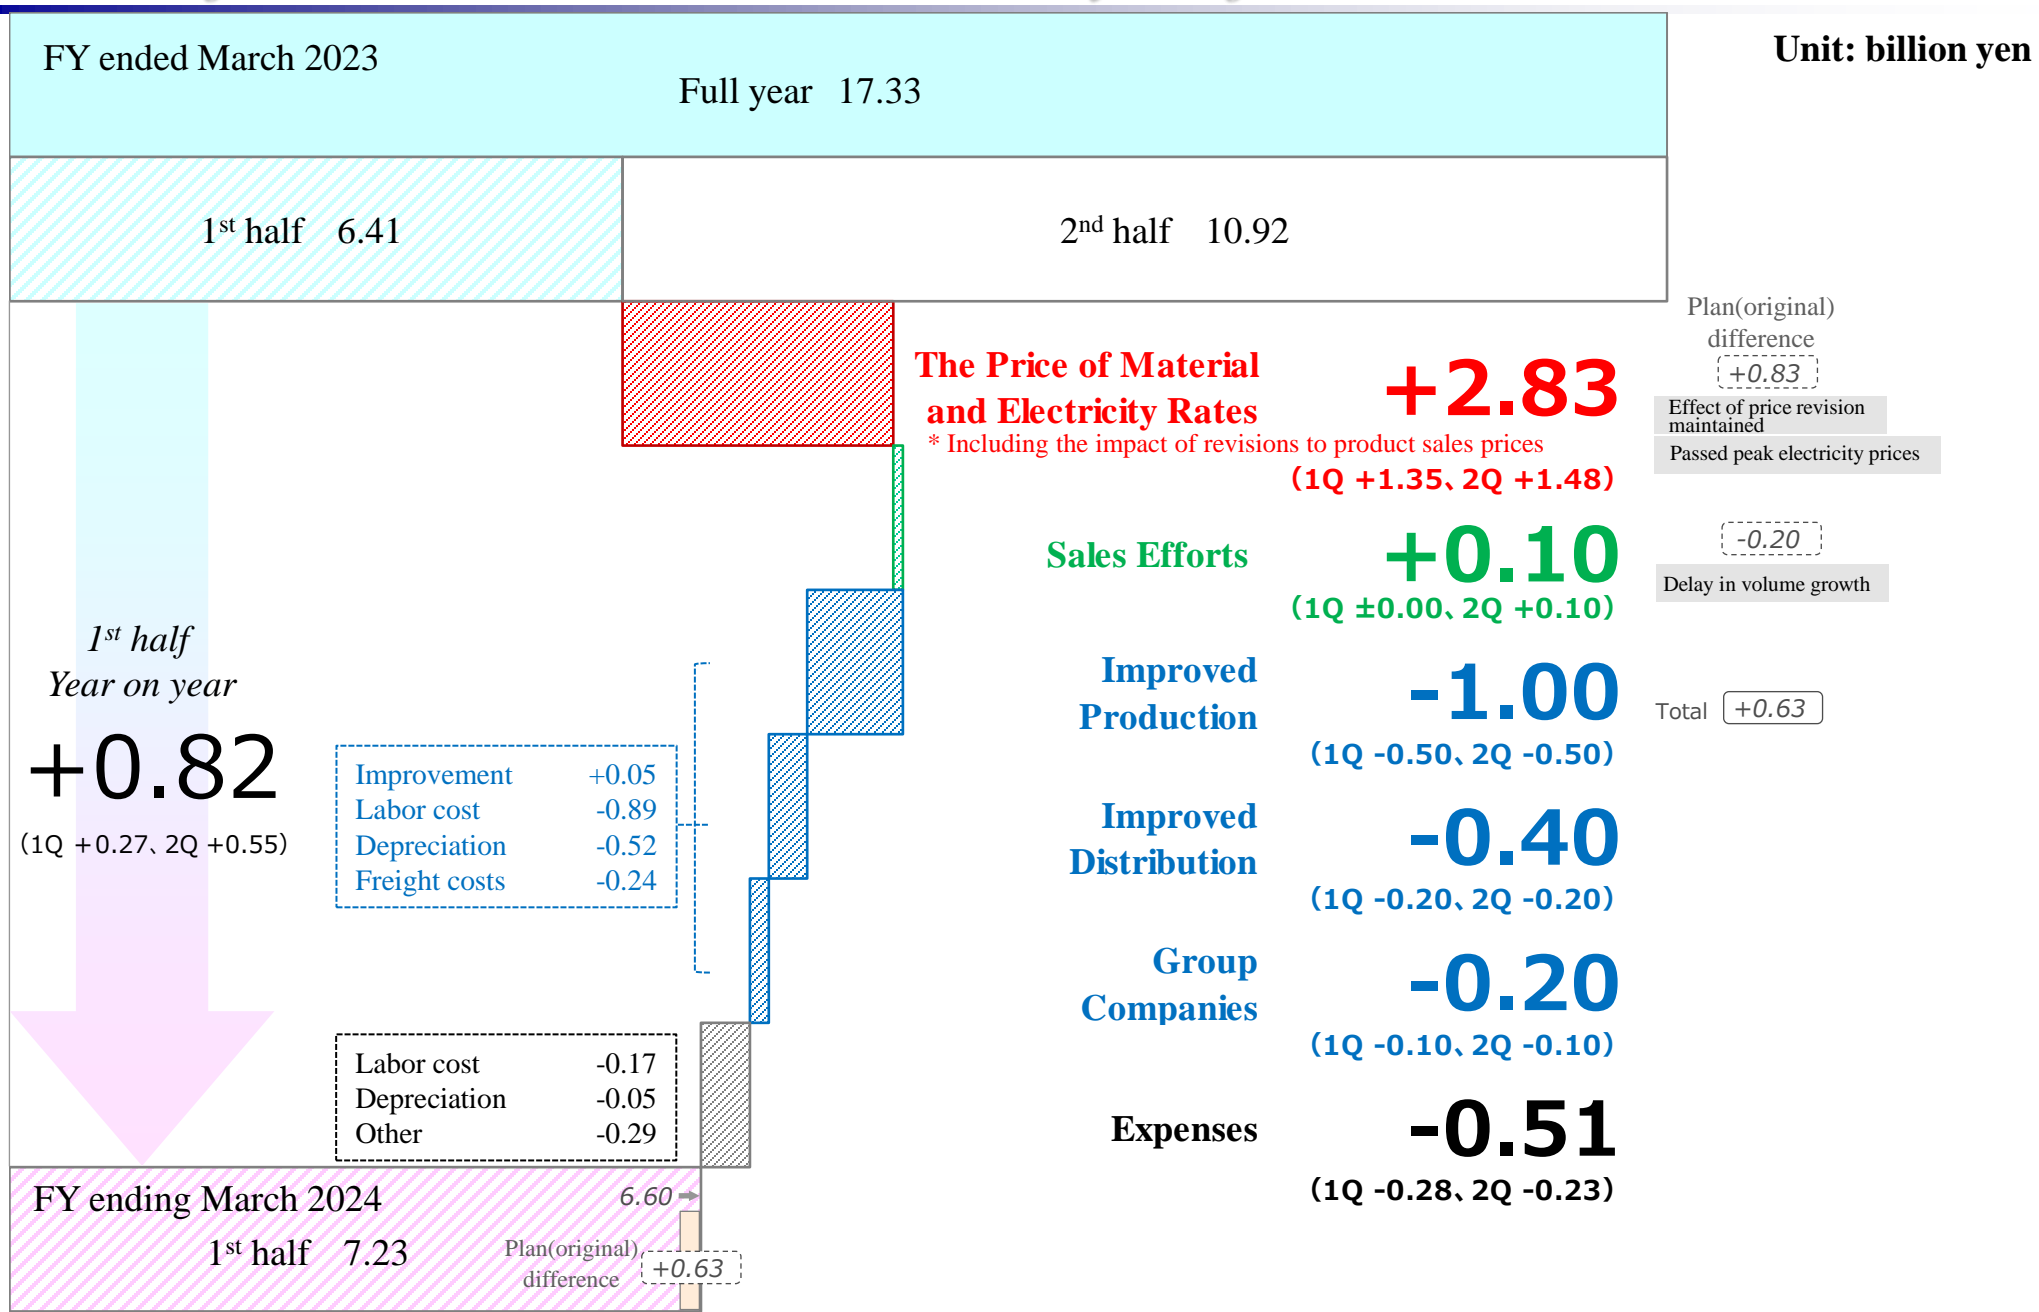 Unit: billion yen
FY ended March 2023
Full year 17.33
1st half 6.41
2nd half 10.92
Plan(original)
difference
The Price of Material
and Electricity Rates
+2.83
+0.83
* Including the impact of revisions to product sales prices
(1Q +1.35、2Q +1.48)
Effect of price revision
maintained
Passed peak electricity prices
Sales Efforts
+0.10
(1Q ±0.00、2Q +0.10)
-0.20
Delay in volume growth
1st half
Year on year
+0.82
(1Q +0.27、2Q +0.55)
Improved
Production
-1.00
(1Q -0.50、2Q -0.50)
Total +0.63
Improvement +0.05
Labor cost -0.89
Depreciation -0.52
Freight costs -0.24
Improved
Distribution
-0.40
(1Q -0.20、2Q -0.20)
Group
Companies
-0.20
(1Q -0.10、2Q -0.10)
Labor cost -0.17
Depreciation -0.05
Other -0.29
Expenses
-0.51
(1Q -0.28、2Q -0.23)
FY ending March 2024
1st half 7.23
6.60
Plan(original)
difference
+0.63